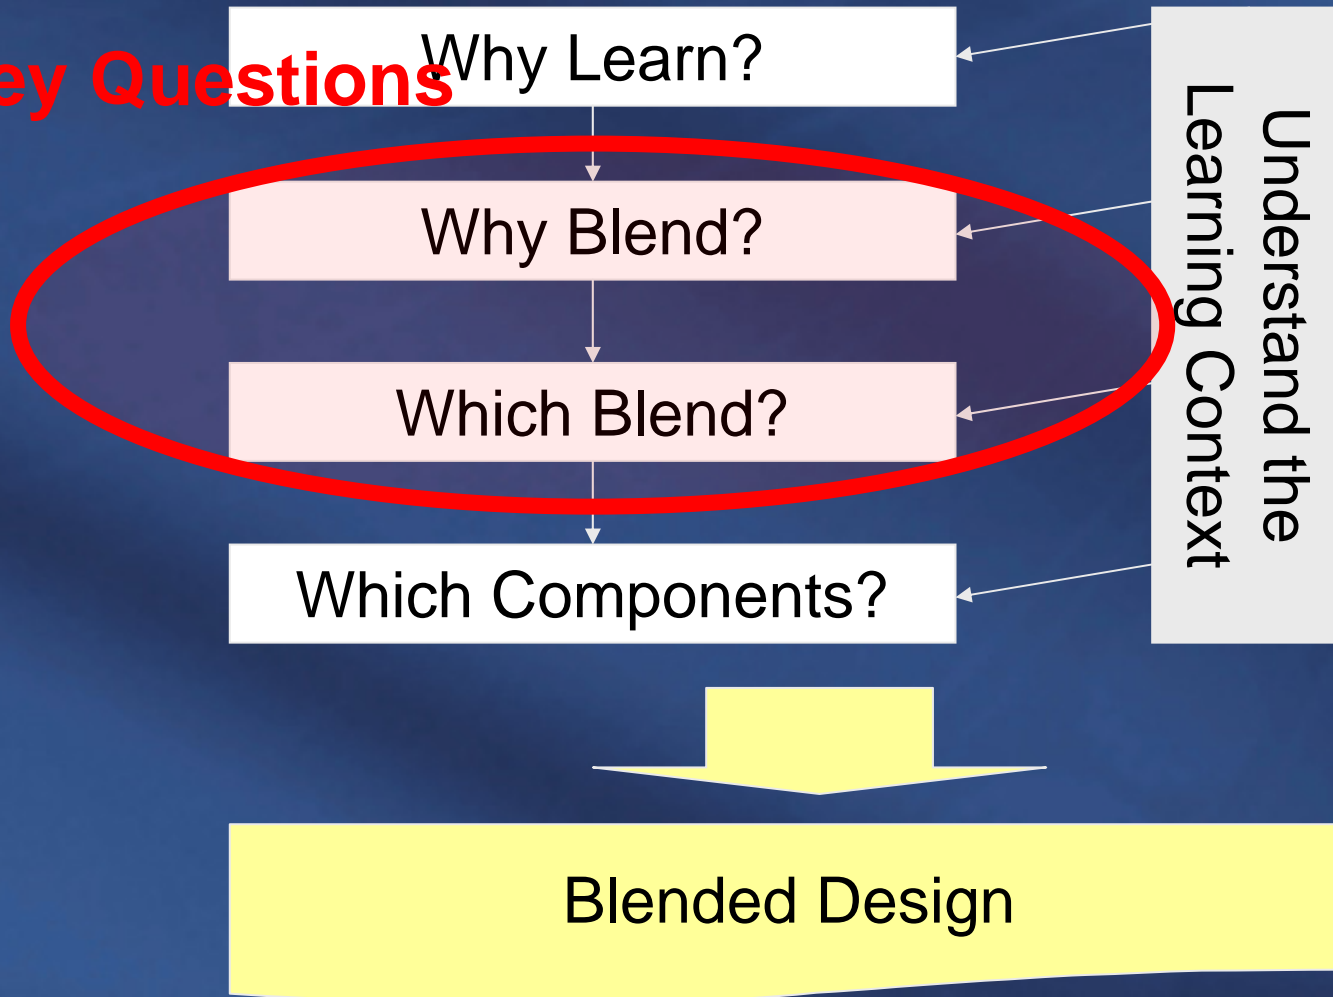 Why Learn?
ey Questions
Why Blend?
Which Blend?
Which Components?
Understand the
Learning Context
Blended Design